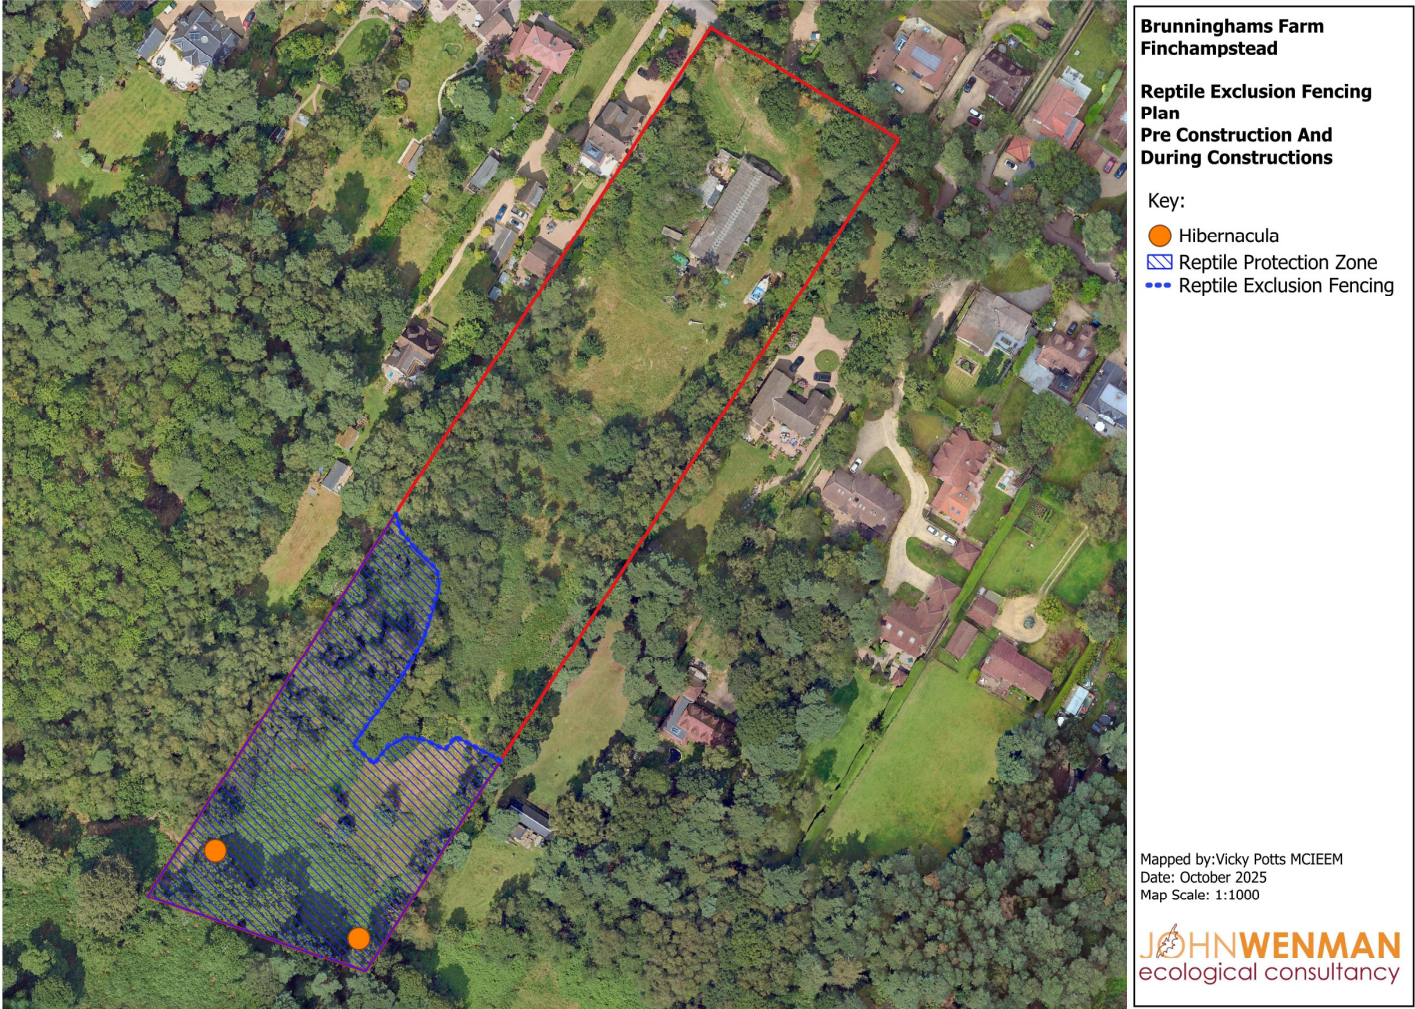 Brunninghams Farm
Finchampstead
Reptile Exclusion Fencing
Plan
Pre Construction And
During Constructions
Key:
Hibernacula
Reptile Protection Zone
Reptile Exclusion Fencing
Mapped by:Vicky Potts MCIEEM
Date: October 2025
Map Scale: 1:1000
JOHNWENMAN
ecological consultancy